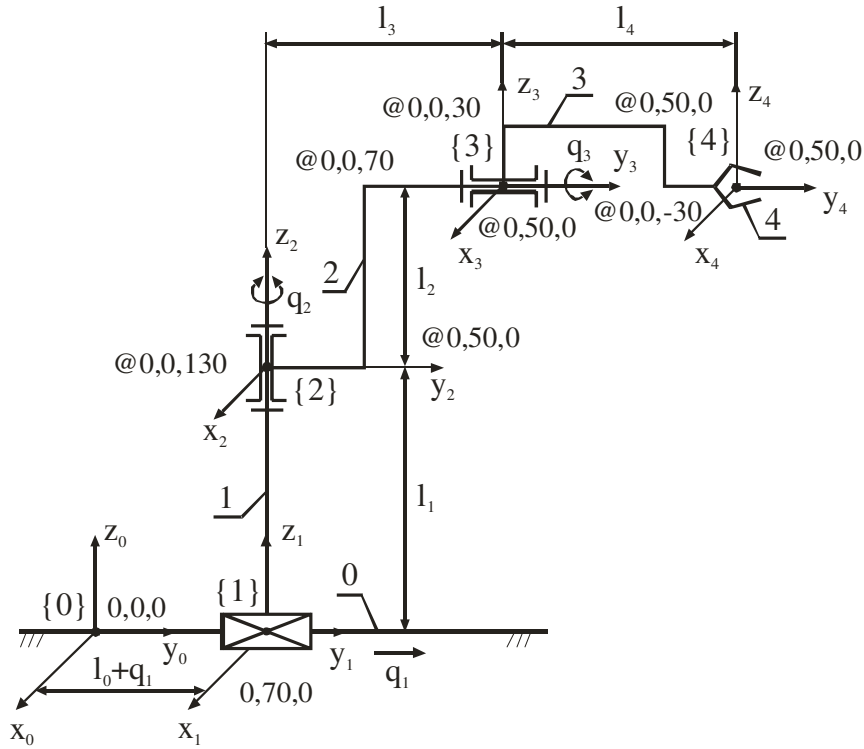 l₃ l₄
z₃ 3 z₄
@0,0,30 @0,50,0
{3} {4}
@0,0,70 q₃ y₃ @0,50,0
@0,0,-30 y₄
@0,50,0 4
x₃ x₄
z₂
2 l₂
q₂
@0,50,0
@0,0,130
{2} y₂
x₂
1 l₁
z₀ z₁
{0} 0,0,0 {1} 0
y₀ y₁
l₀+q₁ q₁
0,70,0
x₀ x₁